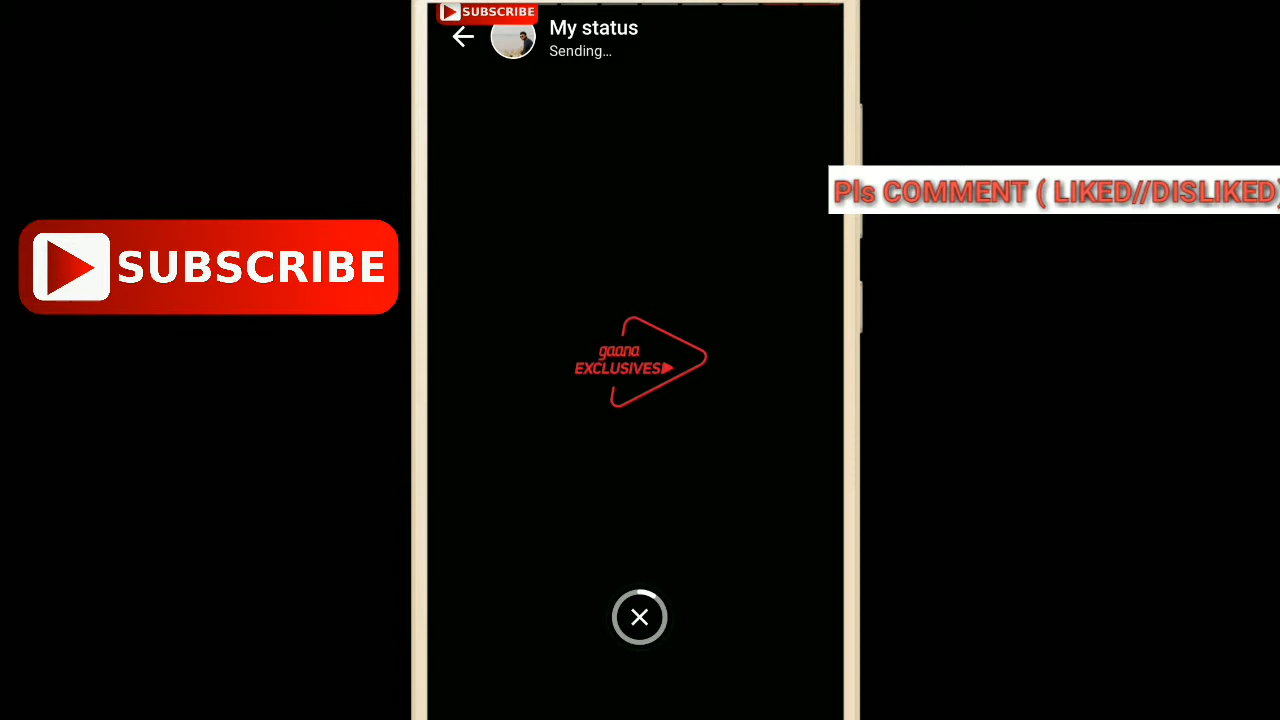 SUBSCRIBE
My status
Sending...
Pls COMMENT ( LIKED//DISLIKED)
SUBSCRIBE
gaana
EXCLUSIVES